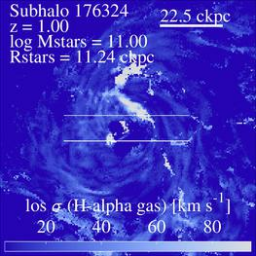 Subhalo 176324
22.5 ckpc
z = 1.00
log Mstars = 11.00
Rstars = 11.24 ckpc
los σ (H-alpha gas) [km s⁻¹]
20 40 60 80